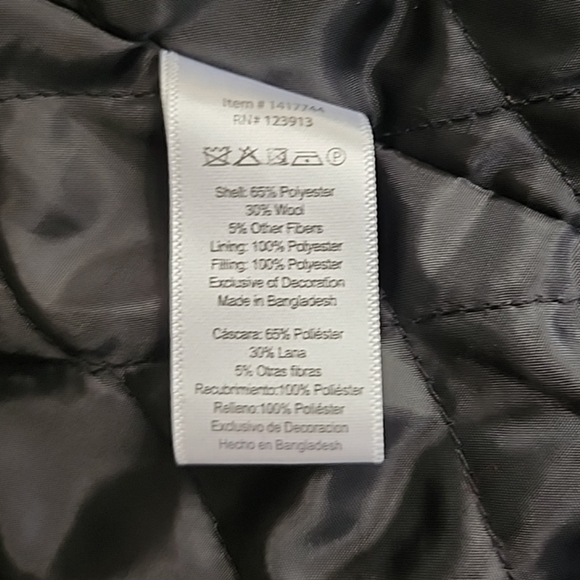 Item # 1417744
RN# 123913
Shell: 65% Polyester
30% Wool
5% Other Fibers
Lining: 100% Polyester
Filling: 100% Polyester
Exclusive of Decoration
Made in Bangladesh
Cáscara: 65% Poliéster
30% Lana
5% Otras fibras
Recubrimiento:100% Poliéster
Relleno:100% Poliéster
Exclusivo de Decoracion
Hecho en Bangladesh